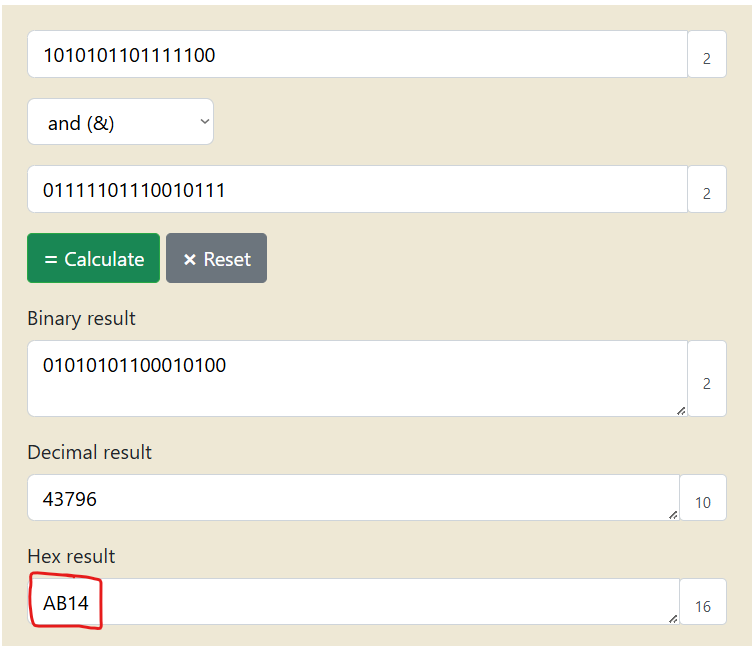 1010101101111100 2
and (&)
01111101110010111 2
= Calculate × Reset
Binary result
01010101100010100 2
Decimal result
43796 10
Hex result
AB14 16